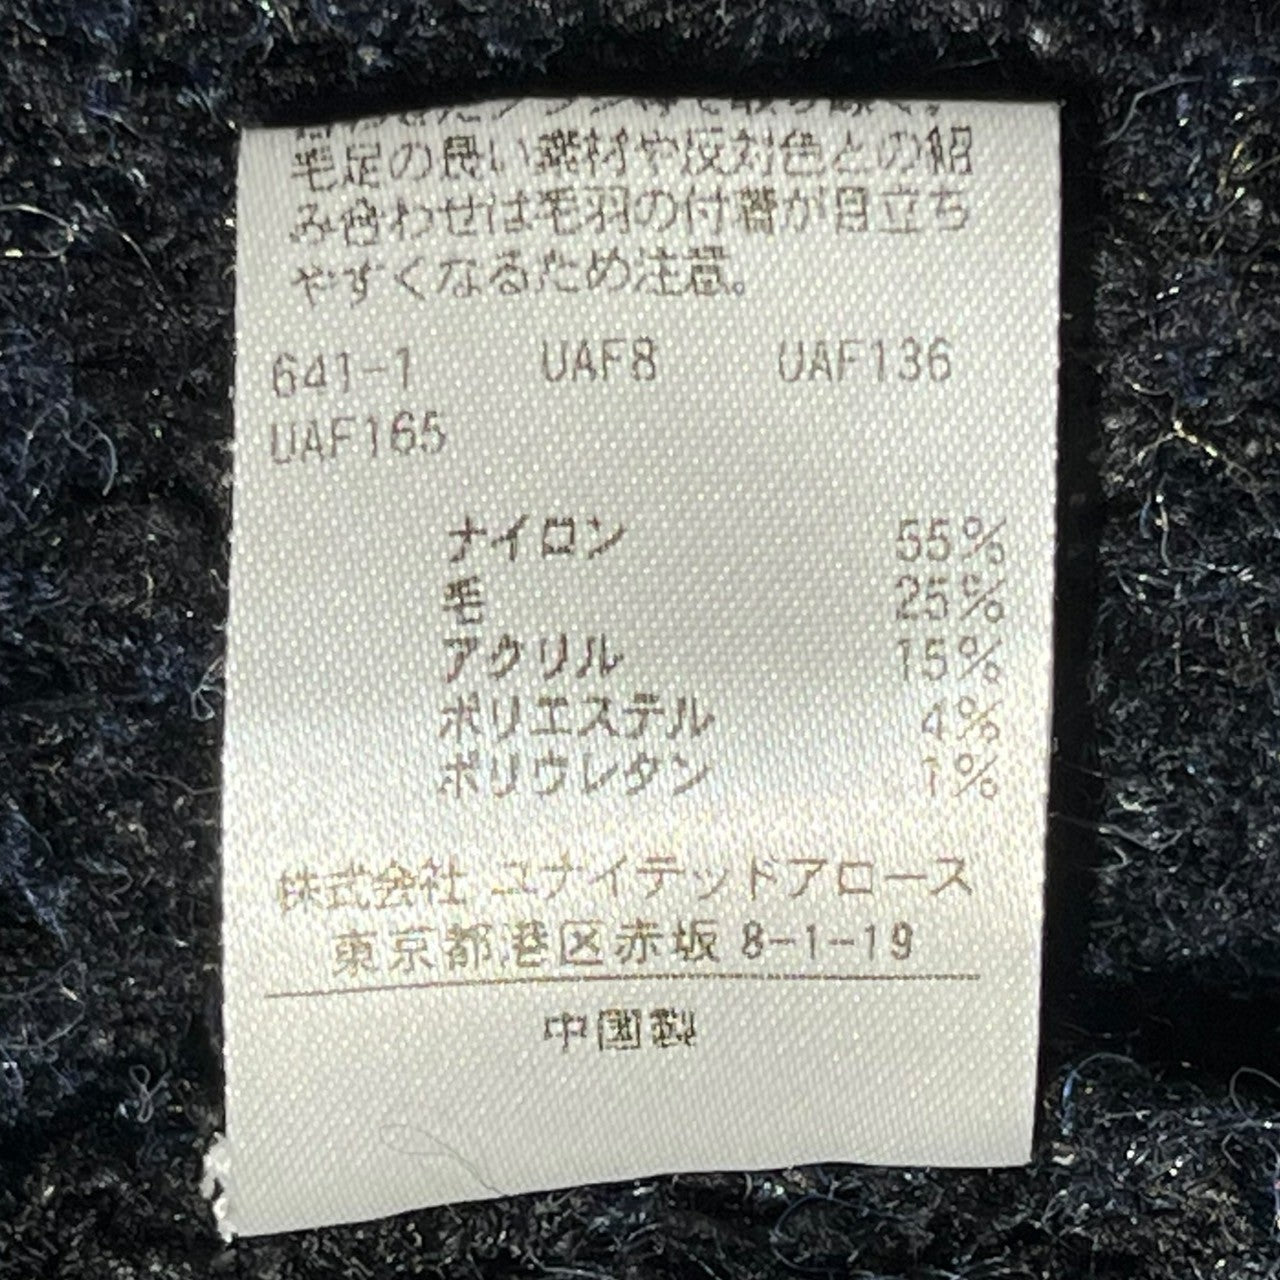 毛足の長い素材や反対色との組
み合わせは毛羽の付着が目立ち
やすくなるため注意。
641-1 UAF8 UAF136
UAF165
ナイロン 55%
毛 25%
アクリル 15%
ポリエステル 4%
ポリウレタン 1%
株式会社 ユナイテッドアローズ
東京都港区赤坂 8-1-19
中国製